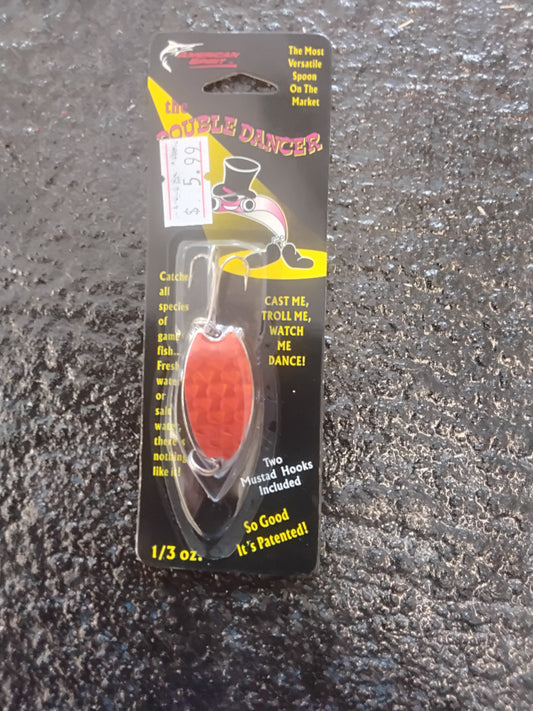 AMERICAN
SPIRIT
The Most
Versatile
Spoon
On The
Market
the
DOUBLE DANCER
$ 5.99
Catches
all
species
of
game
fish...
Fresh
water
or
salt
water,
there's
nothing
like it!
CAST ME,
TROLL ME,
WATCH
ME
DANCE!
Two
Mustad Hooks
Included
So Good
It's Patented!
1/3 oz.